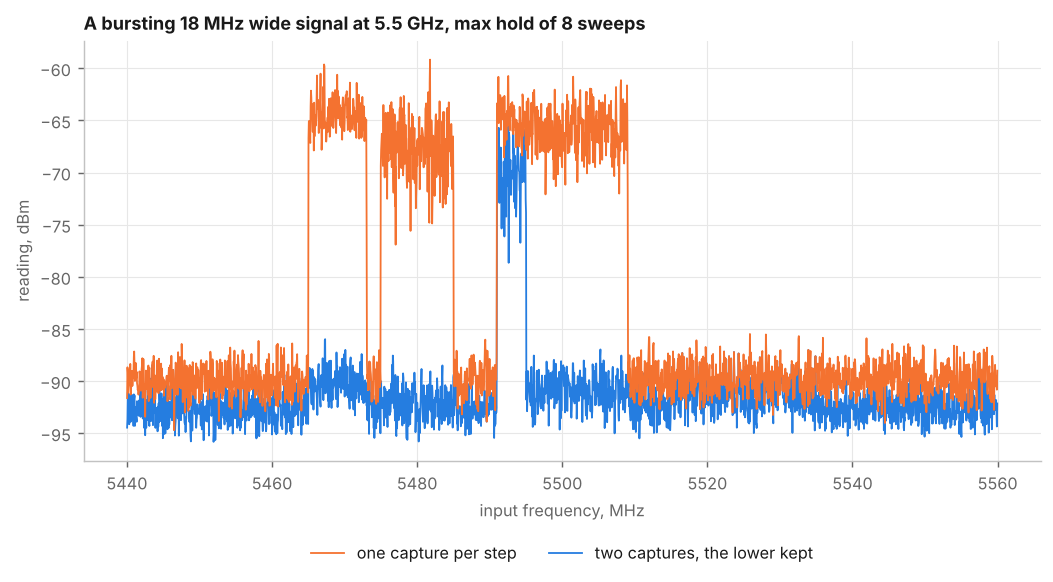 A bursting 18 MHz wide signal at 5.5 GHz, max hold of 8 sweeps
−60
−65
−70
−75
−80
−85
−90
−95
reading, dBm
5440 5460 5480 5500 5520 5540 5560
input frequency, MHz
one capture per step two captures, the lower kept